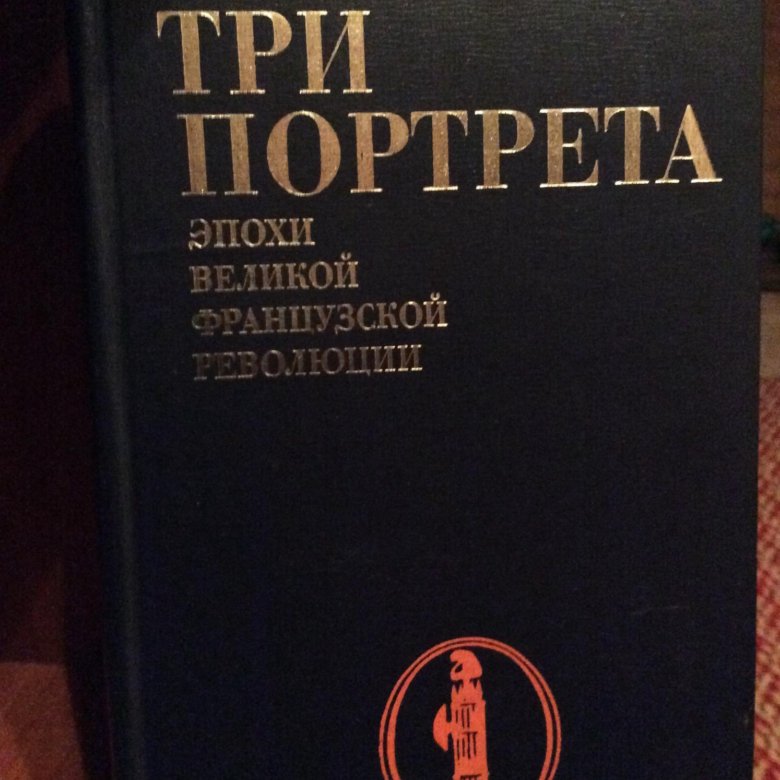 ТРИ
ПОРТРЕТА
ЭПОХИ
ВЕЛИКОЙ
ФРАНЦУЗСКОЙ
РЕВОЛЮЦИИ